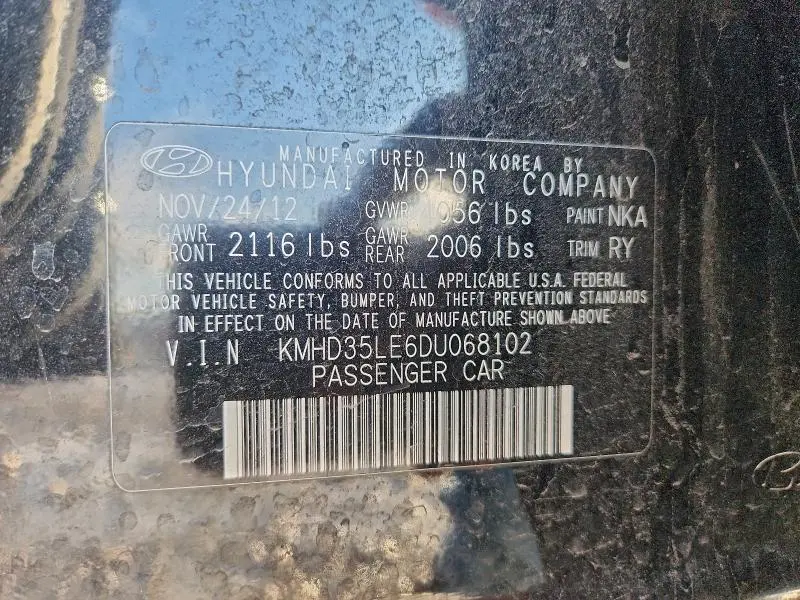 MANUFACTURED IN KOREA BY
HYUNDAI MOTOR COMPANY
NOV/24/12 GVWR 4056 lbs PAINT NKA
GAWR FRONT 2116 lbs GAWR REAR 2006 lbs TRIM RY
THIS VEHICLE CONFORMS TO ALL APPLICABLE U.S.A. FEDERAL
MOTOR VEHICLE SAFETY, BUMPER, AND THEFT PREVENTION STANDARDS
IN EFFECT ON THE DATE OF MANUFACTURE SHOWN ABOVE
V.I.N KMHD35LE6DU068102
PASSENGER CAR